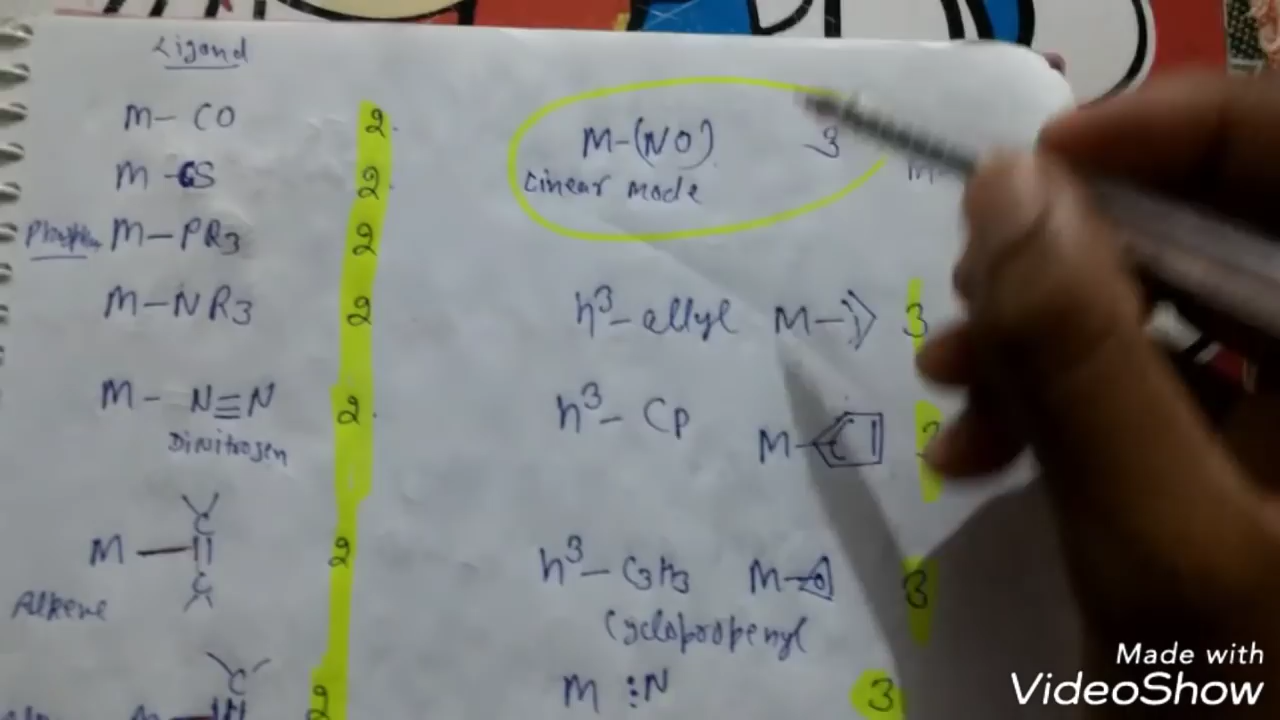 Ligand
M- CO 2
M-CS 2
M-PR3 2
M-NR3 2
M- N≡N 2
Dinitrogen
M — C 2
C
Alkene
C
2
M-(NO) 3
Linear mode
M-
h³-allyl M- 3
h³- Cp M-
h³- C3H3 M- 3
Cyclopropenyl
M :N 3
Made with
VideoShow